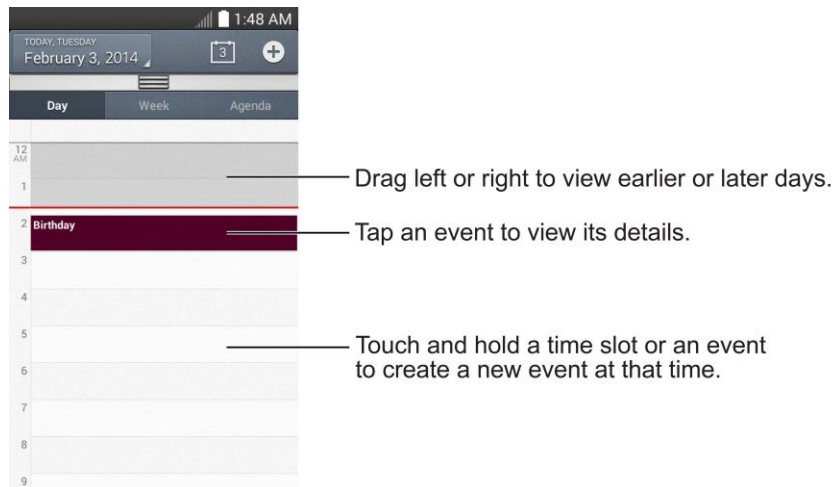 1:48 AM
TODAY, TUESDAY
February 3, 2014
3
Day Week Agenda
12
AM
1
Drag left or right to view earlier or later days.
2 Birthday
Tap an event to view its details.
3
4
5
Touch and hold a time slot or an event
to create a new event at that time.
6
7
8
9